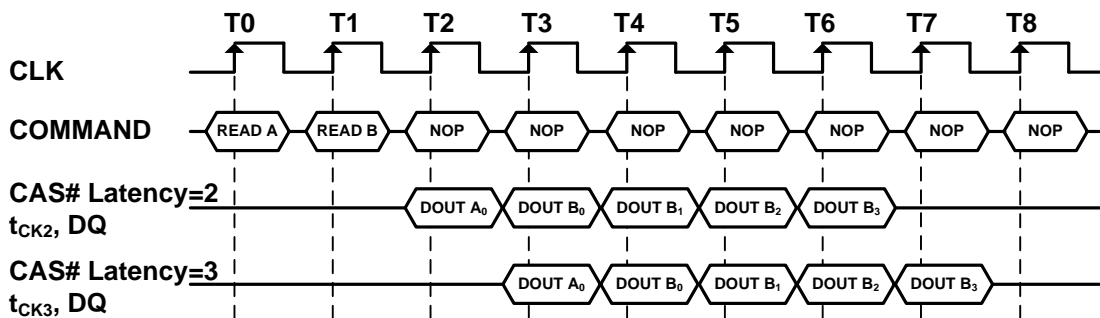 T0 T1 T2 T3 T4 T5 T6 T7 T8
CLK
COMMAND READ A READ B NOP NOP NOP NOP NOP NOP NOP
CAS# Latency=2
tCK2, DQ DOUT A0 DOUT B0 DOUT B1 DOUT B2 DOUT B3
CAS# Latency=3
tCK3, DQ DOUT A0 DOUT B0 DOUT B1 DOUT B2 DOUT B3